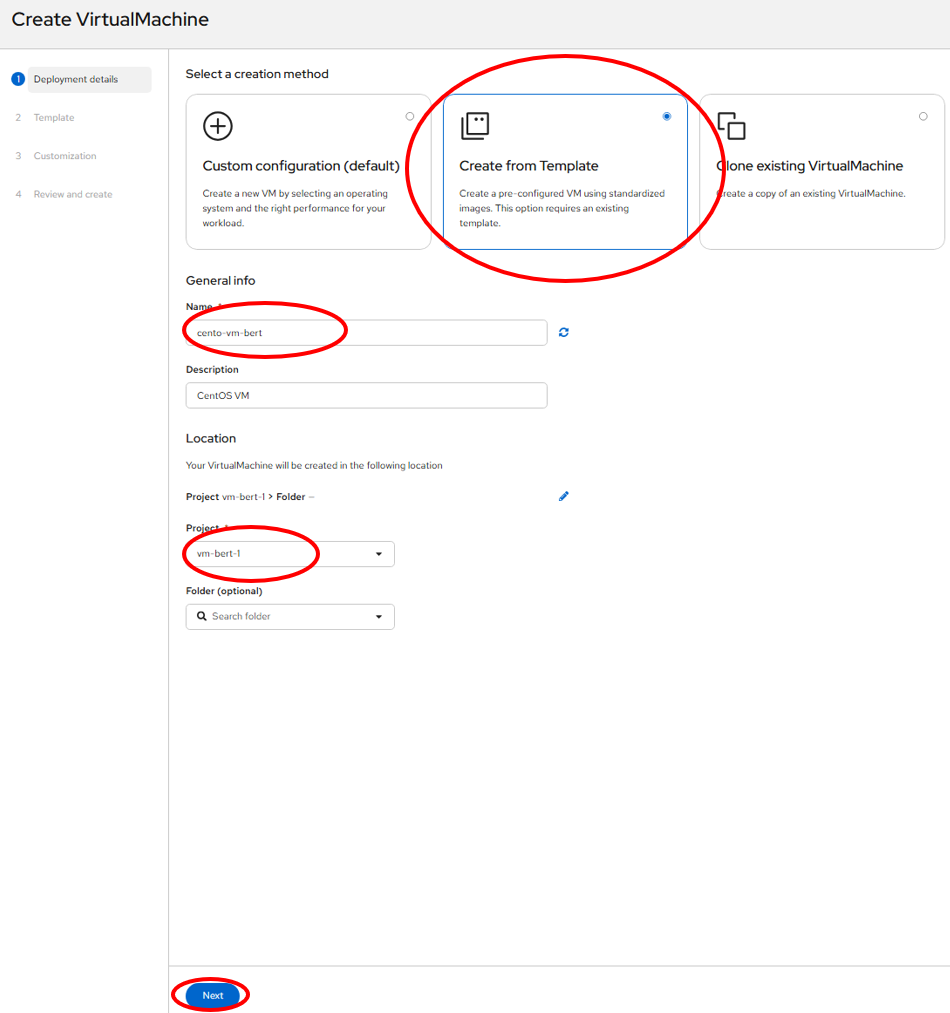 Create VirtualMachine
1 Deployment details
2 Template
3 Customization
4 Review and create
Select a creation method
Custom configuration (default)
Create a new VM by selecting an operating
system and the right performance for your
workload.
Create from Template
Create a pre-configured VM using standardized
images. This option requires an existing
template.
Clone existing VirtualMachine
Create a copy of an existing VirtualMachine.
General info
Name *
cento-vm-bert
Description
CentOS VM
Location
Your VirtualMachine will be created in the following location
Project vm-bert-1 > Folder –
Project *
vm-bert-1
Folder (optional)
Search folder
Next